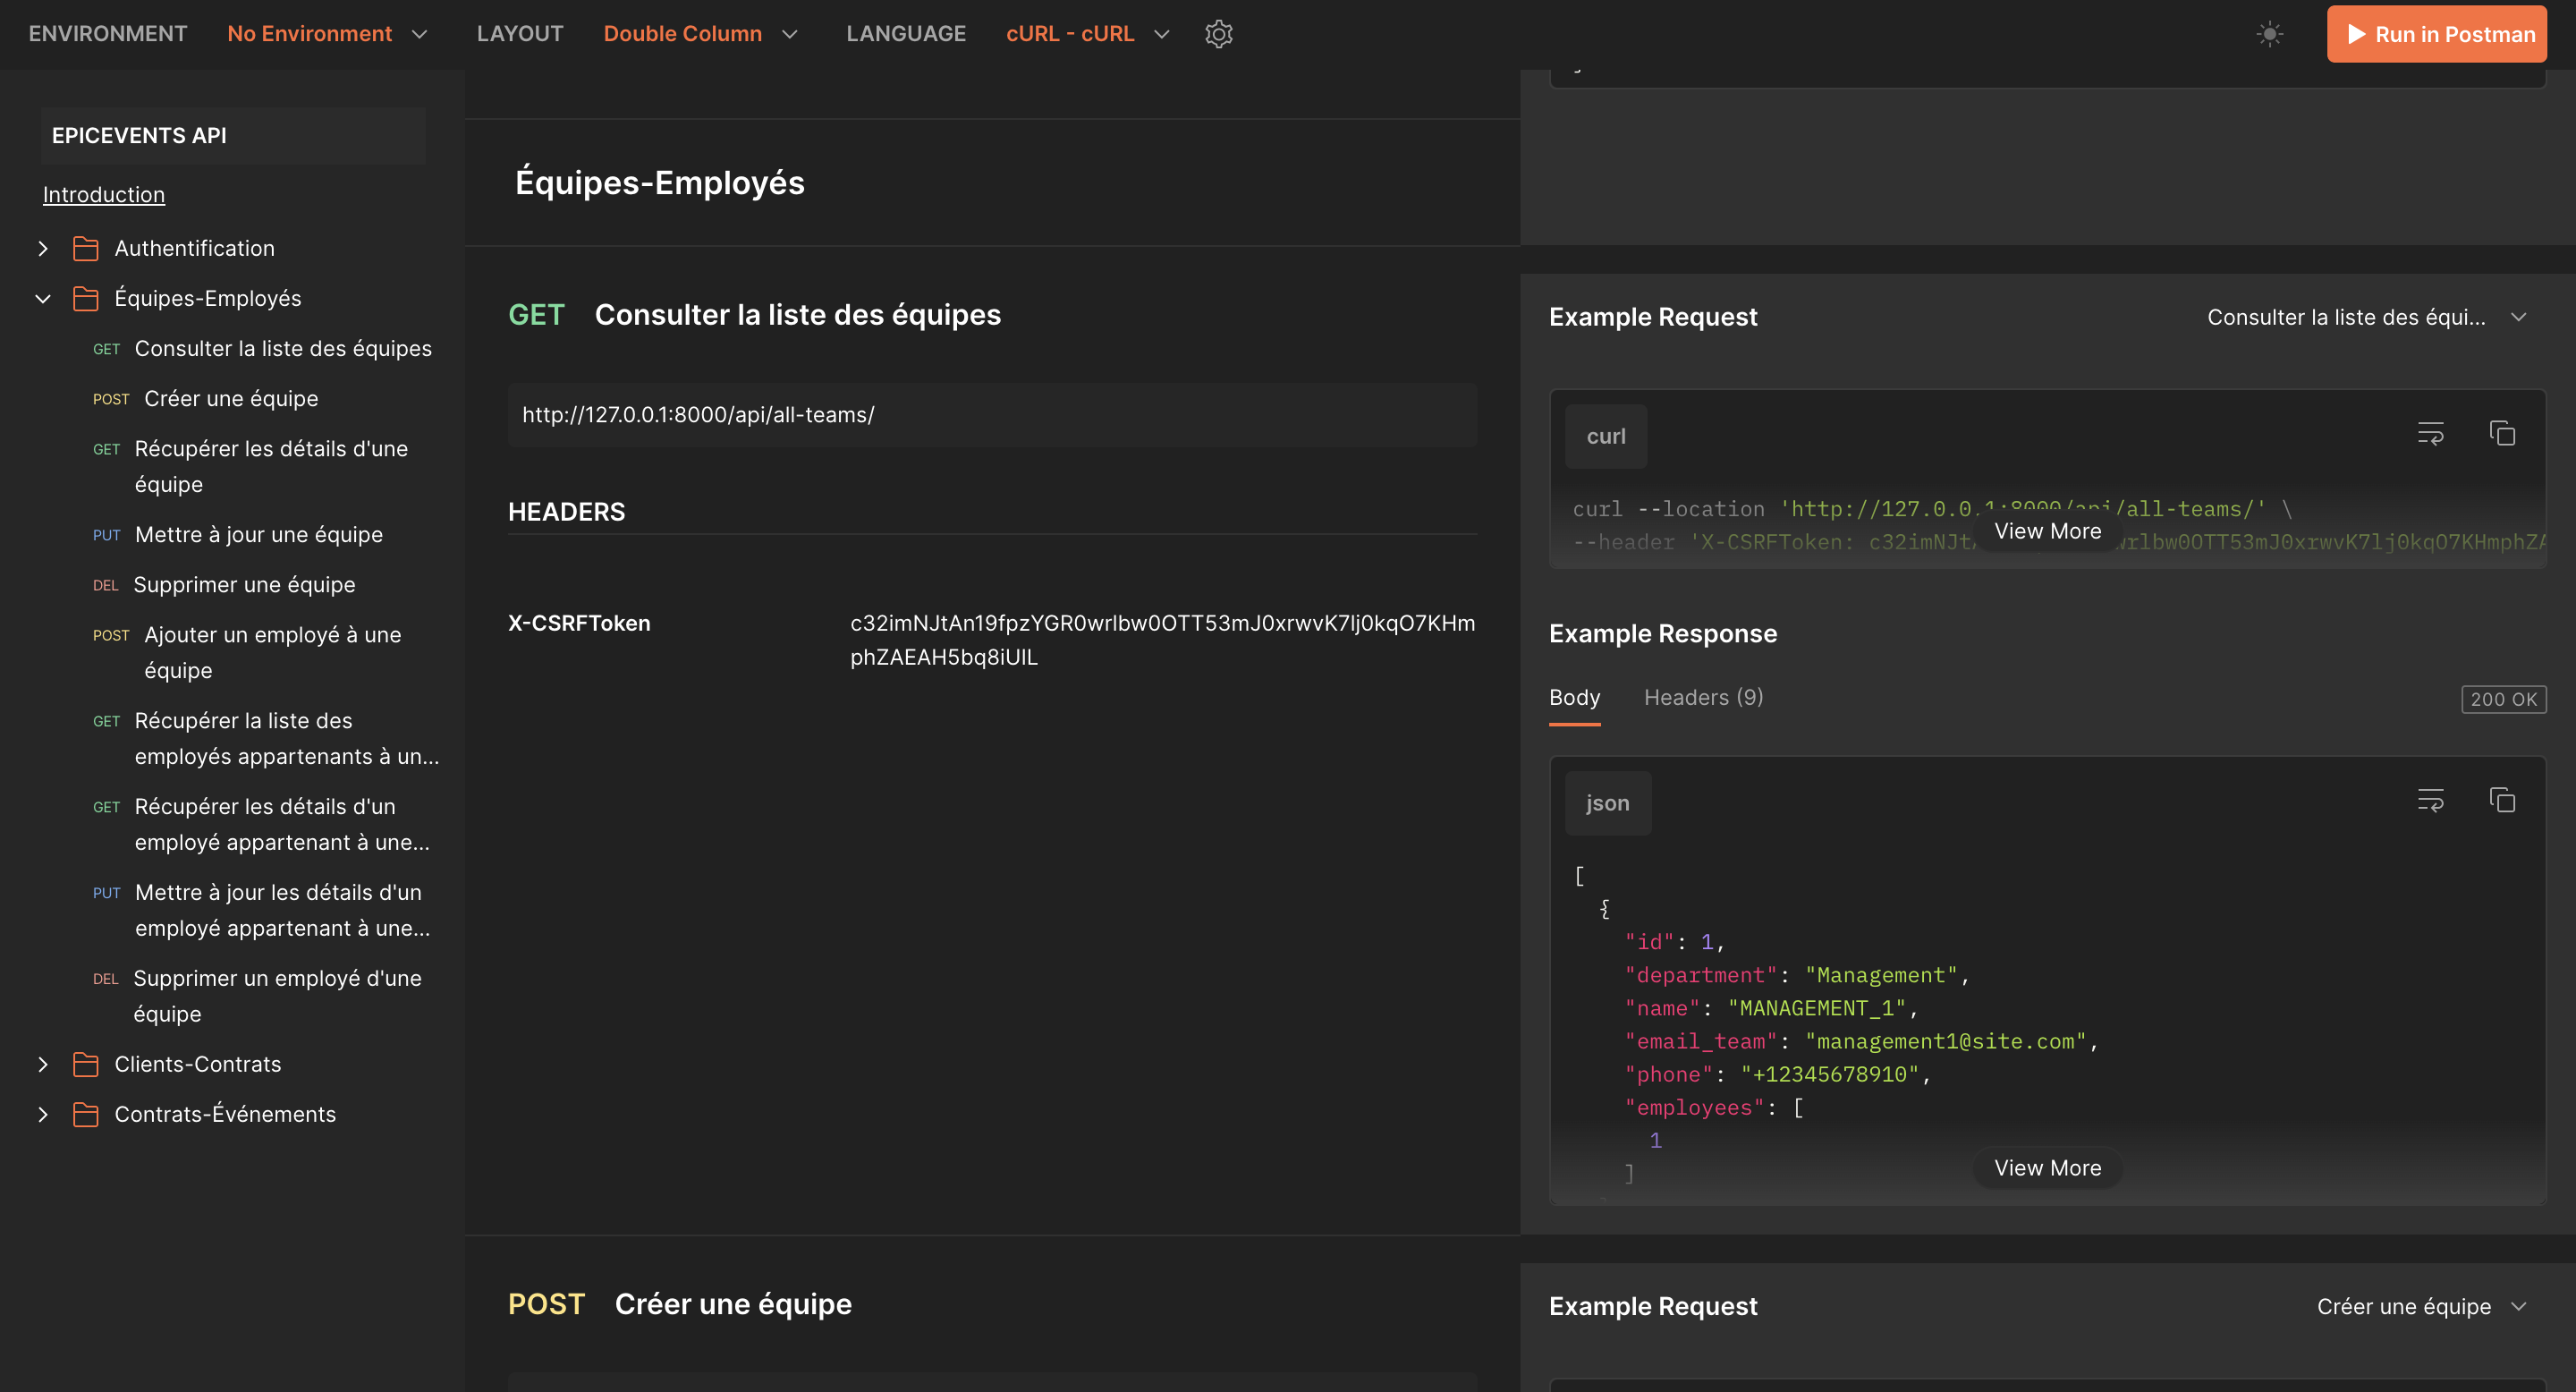 ENVIRONMENT No Environment LAYOUT Double Column LANGUAGE cURL - cURL Run in Postman
EPICEVENTS API
Introduction
Authentification
Équipes-Employés
GET Consulter la liste des équipes
POST Créer une équipe
GET Récupérer les détails d'une
équipe
PUT Mettre à jour une équipe
DEL Supprimer une équipe
POST Ajouter un employé à une
équipe
GET Récupérer la liste des
employés appartenants à un...
GET Récupérer les détails d'un
employé appartenant à une...
PUT Mettre à jour les détails d'un
employé appartenant à une...
DEL Supprimer un employé d'une
équipe
Clients-Contrats
Contrats-Événements
Équipes-Employés
GET Consulter la liste des équipes
http://127.0.0.1:8000/api/all-teams/
HEADERS
X-CSRFToken c32imNJtAn19fpzYGR0wrlbw0OTT53mJ0xrwvK7lj0kqO7KHm
phZAEAH5bq8iUIL
POST Créer une équipe
Example Request Consulter la liste des équi...
curl
curl --location 'http://127.0.0.1:8000/api/all-teams/' \
View More
--header 'X-CSRFToken: c32imNJtA wrlbw0OTT53mJ0xrwvK7lj0kqO7KHmphZA
Example Response
Body Headers (9) 200 OK
json
[
{
"id": 1,
"department": "Management",
"name": "MANAGEMENT_1",
"email_team": "management1@site.com",
"phone": "+12345678910",
"employees": [
1
]
View More
Example Request Créer une équipe